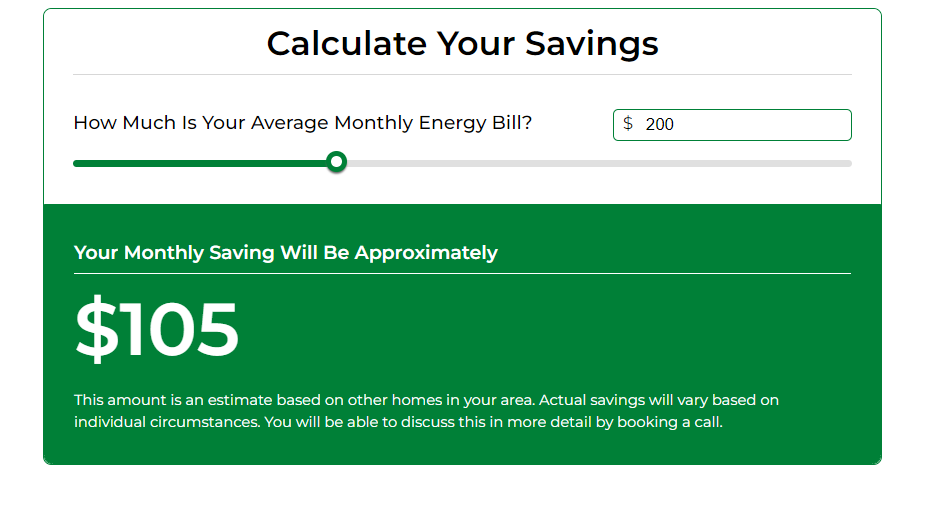 Calculate Your Savings
How Much Is Your Average Monthly Energy Bill?
$ 200
Your Monthly Saving Will Be Approximately
$105
This amount is an estimate based on other homes in your area. Actual savings will vary based on
individual circumstances. You will be able to discuss this in more detail by booking a call.